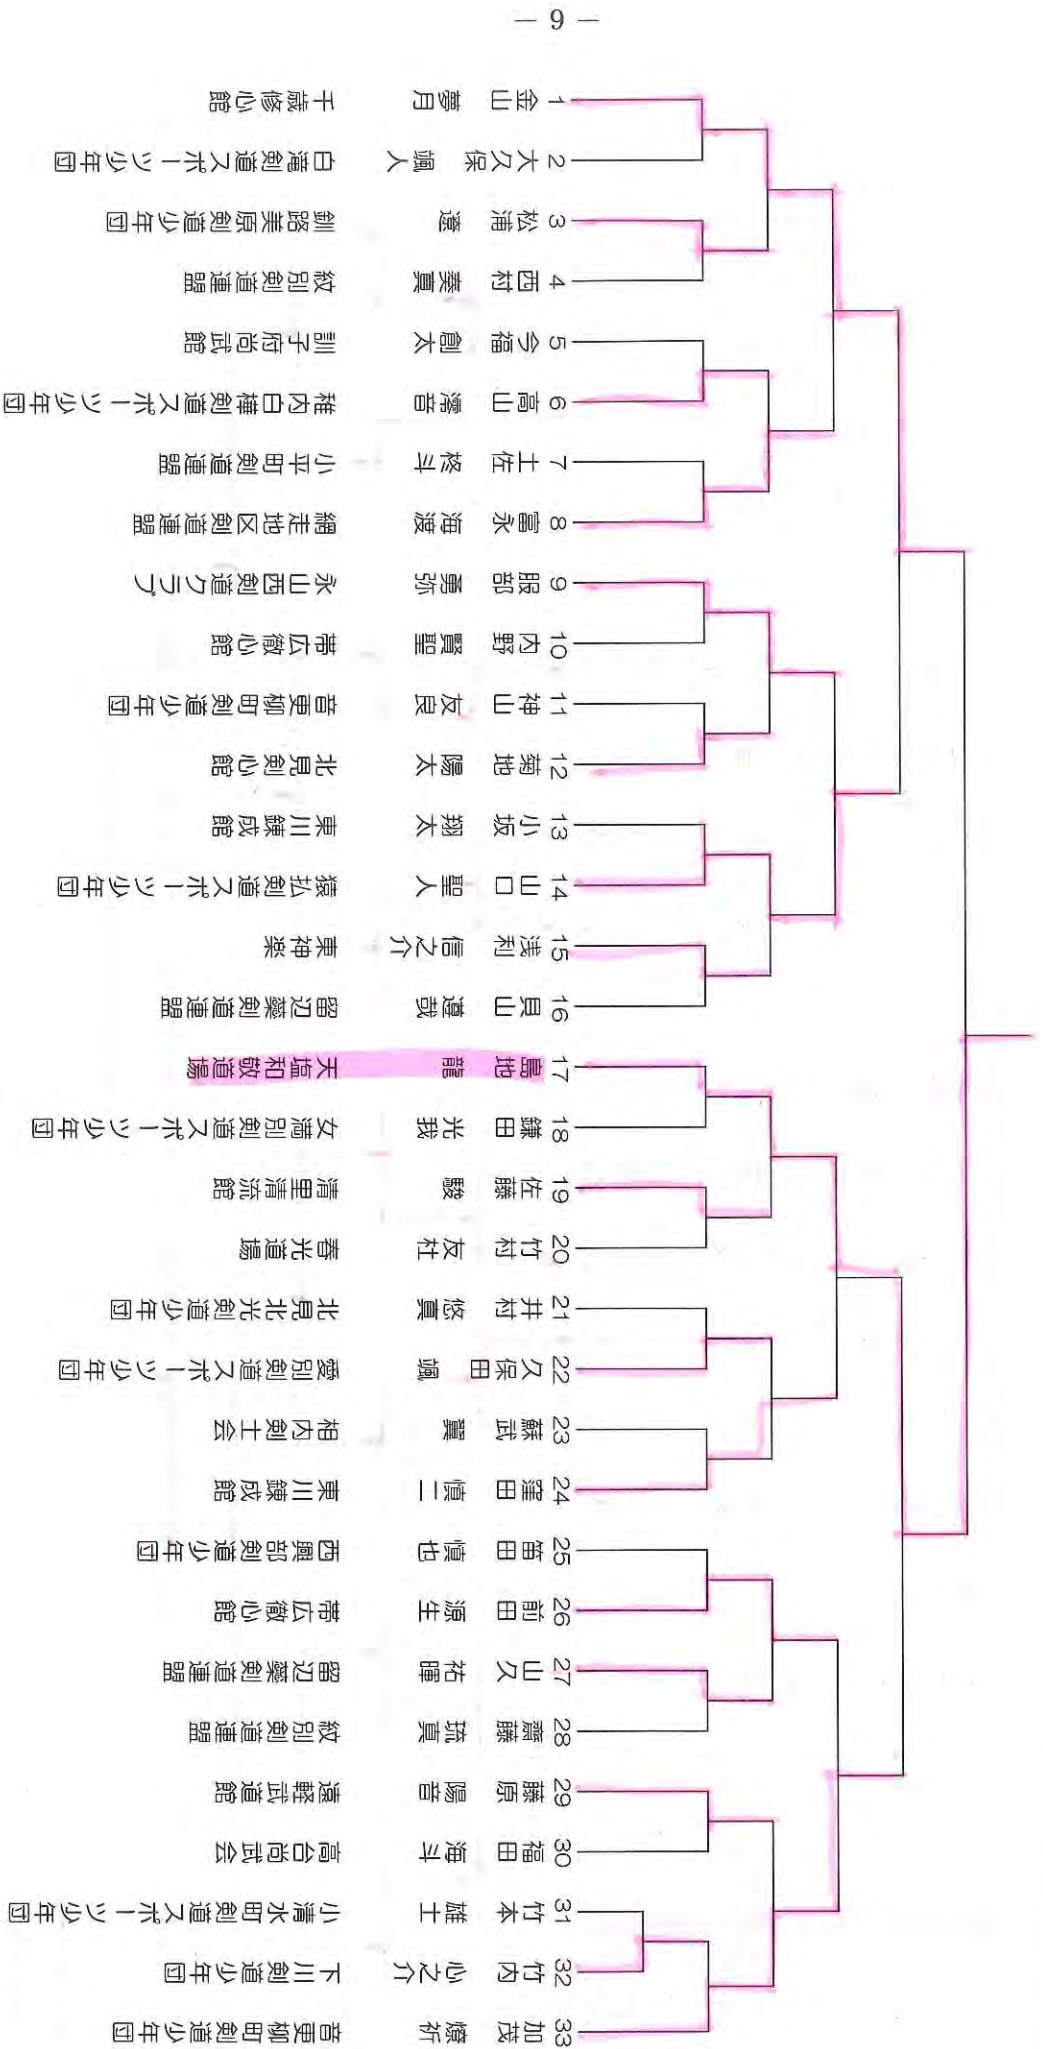 — 9 —
1 金山 夢月 千歳修心館
2 大久保 颯人 白滝剣道スポーツ少年団
3 松浦 遼 釧路美原剣道少年団
4 西村 奏真 紋別剣道連盟
5 今福 創太 訓子府尚武館
6 高山 澪音 稚内白樺剣道スポーツ少年団
7 土佐 柊斗 小平町剣道連盟
8 富永 海渡 網走地区剣道連盟
9 服部 勇弥 永山西剣道クラブ
10 内野 賢聖 帯広徹心館
11 神山 友良 音更柳町剣道少年団
12 菊地 陽太 北見剣心館
13 小坂 翔太 東川錬成館
14 山口 聖人 猿払剣道スポーツ少年団
15 浅利 信之介 東神楽
16 貝山 遵哉 留辺蘂剣道連盟
17 島地 龍 天塩和敬道場
18 鎌田 光我 女満別剣道スポーツ少年団
19 佐藤 駿 清里清流館
20 竹村 友杜 春光道場
21 井村 悠真 北見北光剣道少年団
22 久保田 颯 愛別剣道スポーツ少年団
23 蘇武 翼 相内剣士会
24 窪田 慎二 東川錬成館
25 笛田 慎也 西興部剣道少年団
26 前田 源生 帯広徹心館
27 山久 祐暉 留辺蘂剣道連盟
28 齋藤 琉真 紋別剣道連盟
29 藤原 陽音 遠軽武道館
30 福田 海斗 高台尚武会
31 竹本 雄士 小清水町剣道スポーツ少年団
32 竹内 心之介 下川剣道少年団
33 加茂 燎祈 音更柳町剣道少年団